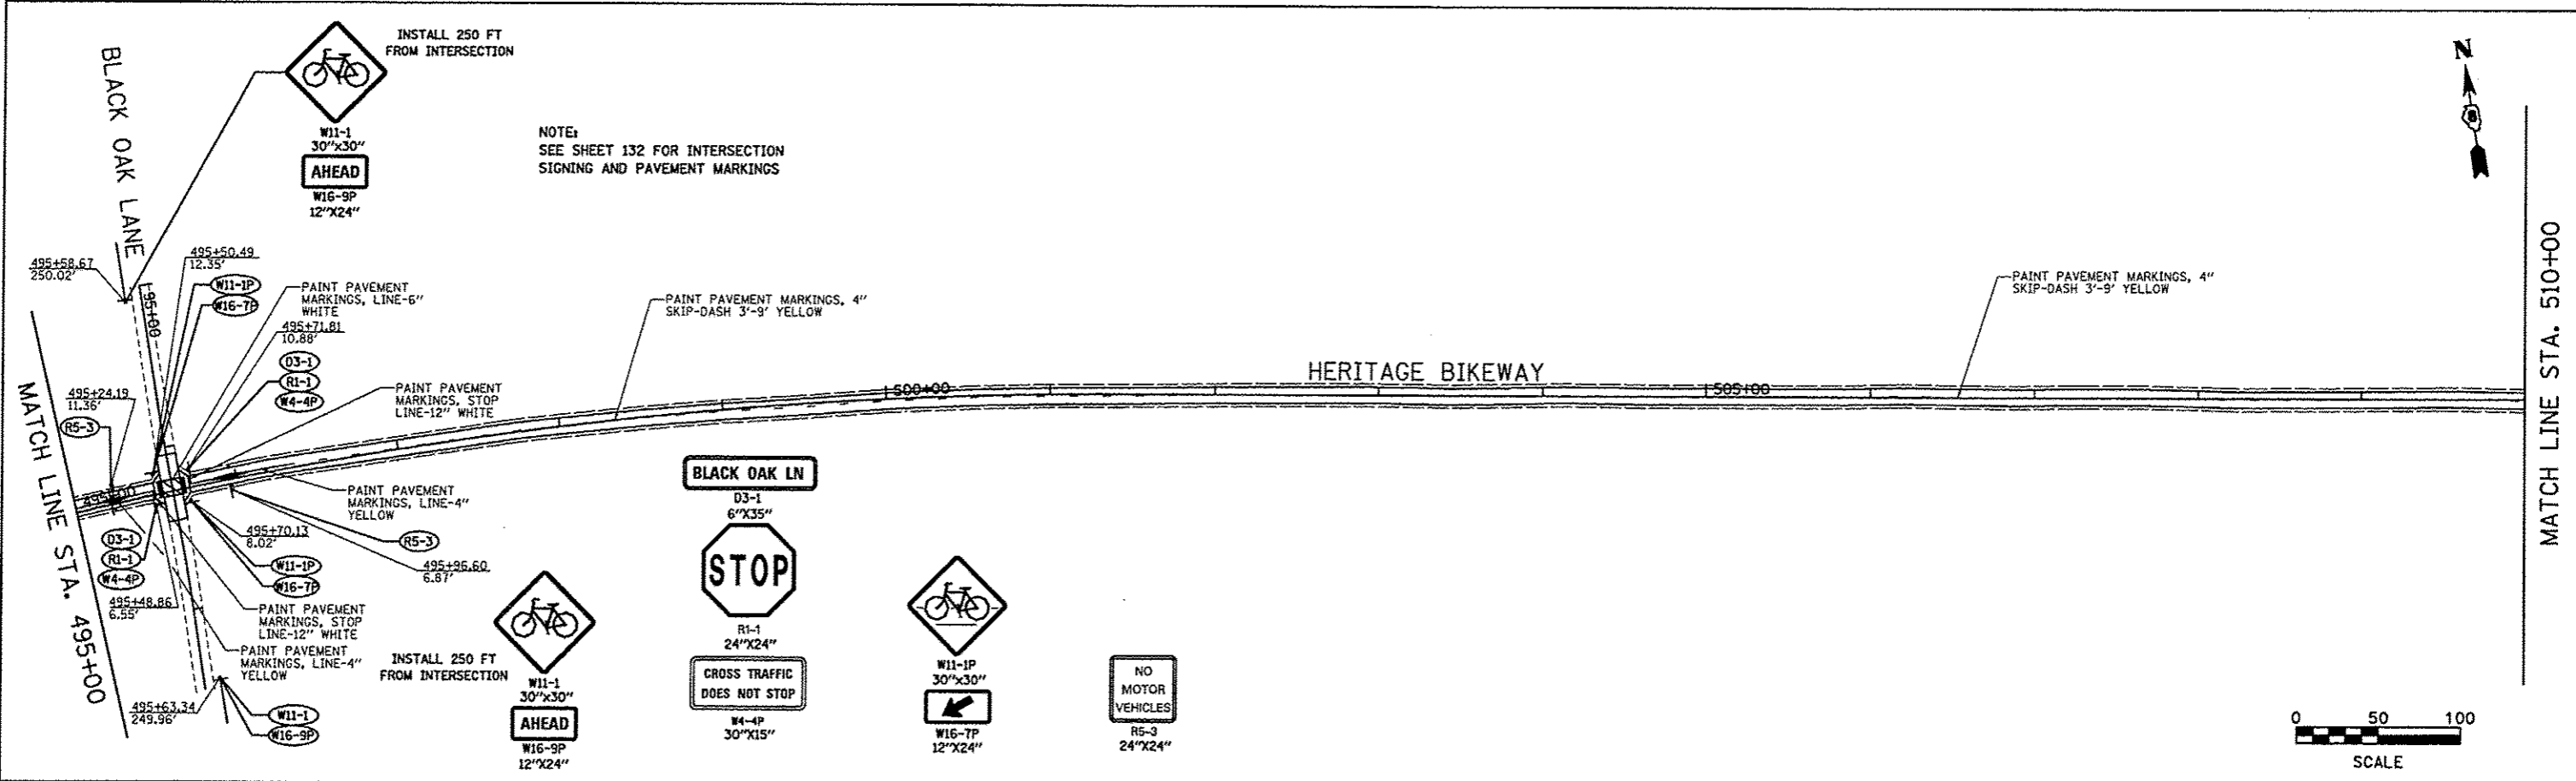 INSTALL 250 FT
FROM INTERSECTION
W11-1
30"x30"
AHEAD
W16-9P
12"X24"
NOTE:
SEE SHEET 132 FOR INTERSECTION
SIGNING AND PAVEMENT MARKINGS
N
BLACK OAK LANE
495+58.67
250.02'
95+00
495+50.49
12.35'
W11-1P
W16-7P
PAINT PAVEMENT
MARKINGS, LINE-6"
WHITE
495+71.81
10.88'
D3-1
R1-1
W4-4P
PAINT PAVEMENT
MARKINGS, STOP
LINE-12" WHITE
PAINT PAVEMENT MARKINGS, 4"
SKIP-DASH 3'-9' YELLOW
PAINT PAVEMENT MARKINGS, 4"
SKIP-DASH 3'-9' YELLOW
HERITAGE BIKEWAY
500+00
505+00
MATCH LINE STA. 510+00
495+24.19
11.36'
R5-3
MATCH LINE STA. 495+00
495+00
D3-1
R1-1
W4-4P
495+48.86
6.55'
PAINT PAVEMENT
MARKINGS, LINE-4"
YELLOW
495+70.13
8.02'
R5-3
495+96.60
6.87'
W11-1P
W16-7P
PAINT PAVEMENT
MARKINGS, STOP
LINE-12" WHITE
PAINT PAVEMENT
MARKINGS, LINE-4"
YELLOW
495+63.34
249.96'
W11-1
W16-9P
INSTALL 250 FT
FROM INTERSECTION
W11-1
30"x30"
AHEAD
W16-9P
12"X24"
BLACK OAK LN
D3-1
6"X35"
STOP
R1-1
24"X24"
CROSS TRAFFIC
DOES NOT STOP
W4-4P
30"X15"
W11-1P
30"x30"
W16-7P
12"X24"
NO
MOTOR
VEHICLES
R5-3
24"X24"
0 50 100
SCALE